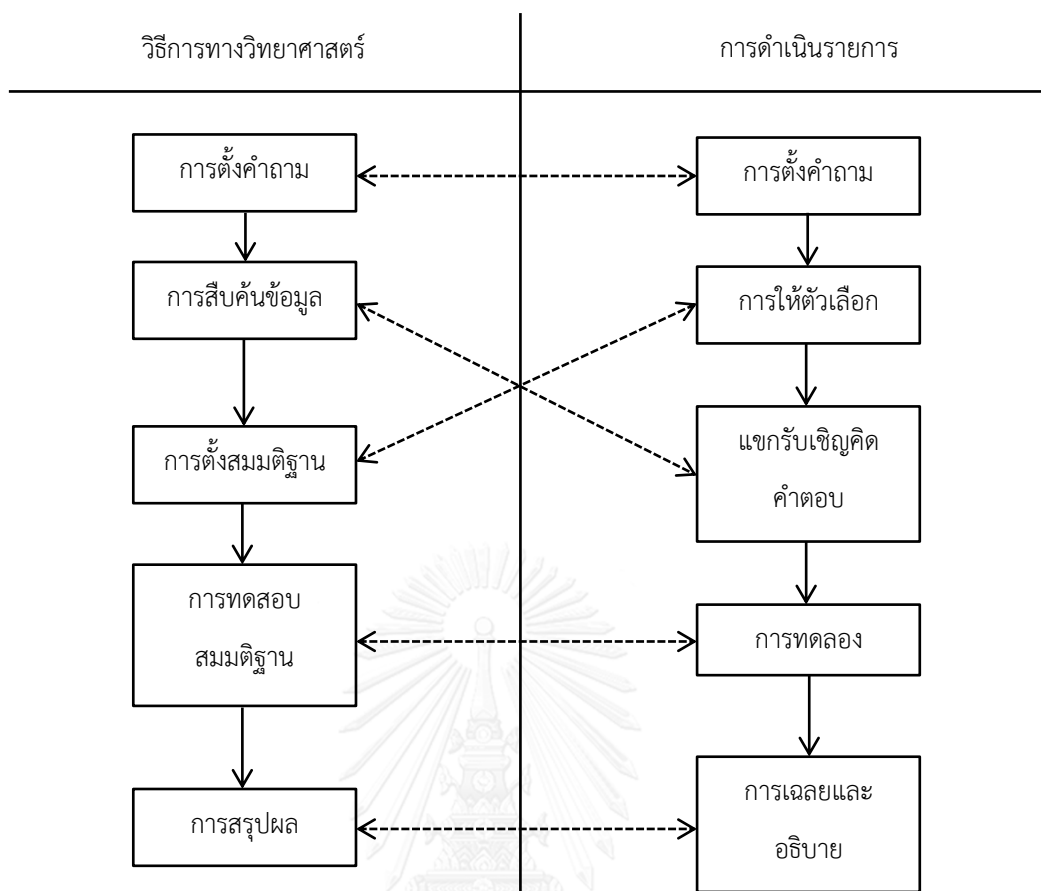 วิธีการทางวิทยาศาสตร์
การดำเนินรายการ
การตั้งคำถาม
การตั้งคำถาม
การสืบค้นข้อมูล
การให้ตัวเลือก
การตั้งสมมติฐาน
แขกรับเชิญคิด
คำตอบ
การทดสอบ
สมมติฐาน
การทดลอง
การสรุปผล
การเฉลยและ
อธิบาย